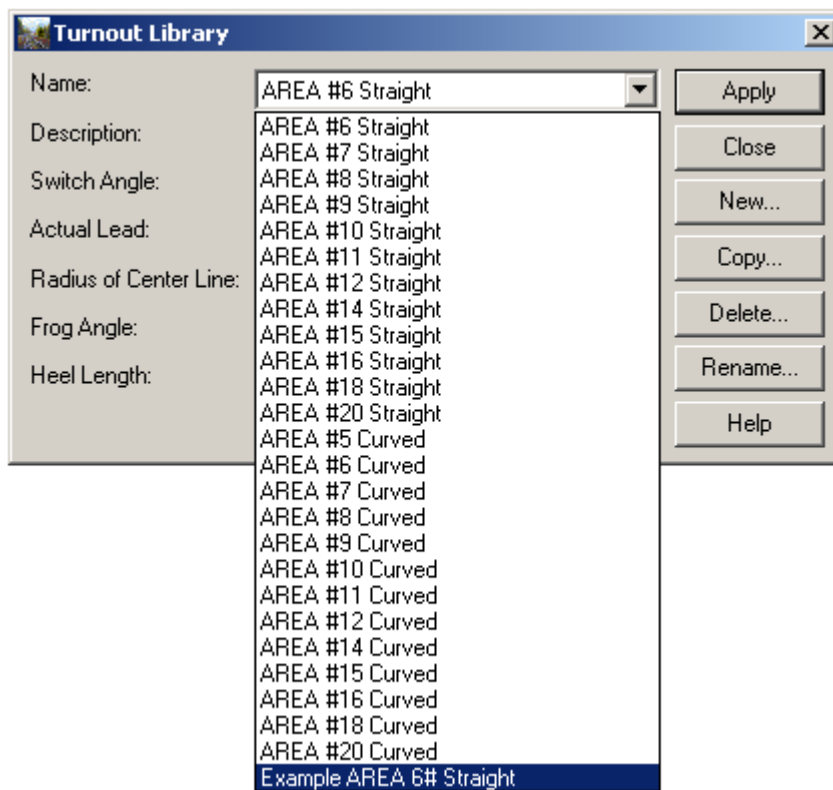 Turnout Library
Name:
AREA #6 Straight
Apply
Description:
Close
Switch Angle:
New...
Actual Lead:
Copy...
Radius of Center Line:
Delete...
Frog Angle:
Rename...
Heel Length:
Help
AREA #6 Straight
AREA #7 Straight
AREA #8 Straight
AREA #9 Straight
AREA #10 Straight
AREA #11 Straight
AREA #12 Straight
AREA #14 Straight
AREA #15 Straight
AREA #16 Straight
AREA #18 Straight
AREA #20 Straight
AREA #5 Curved
AREA #6 Curved
AREA #7 Curved
AREA #8 Curved
AREA #9 Curved
AREA #10 Curved
AREA #11 Curved
AREA #12 Curved
AREA #14 Curved
AREA #15 Curved
AREA #16 Curved
AREA #18 Curved
AREA #20 Curved
Example AREA 6# Straight